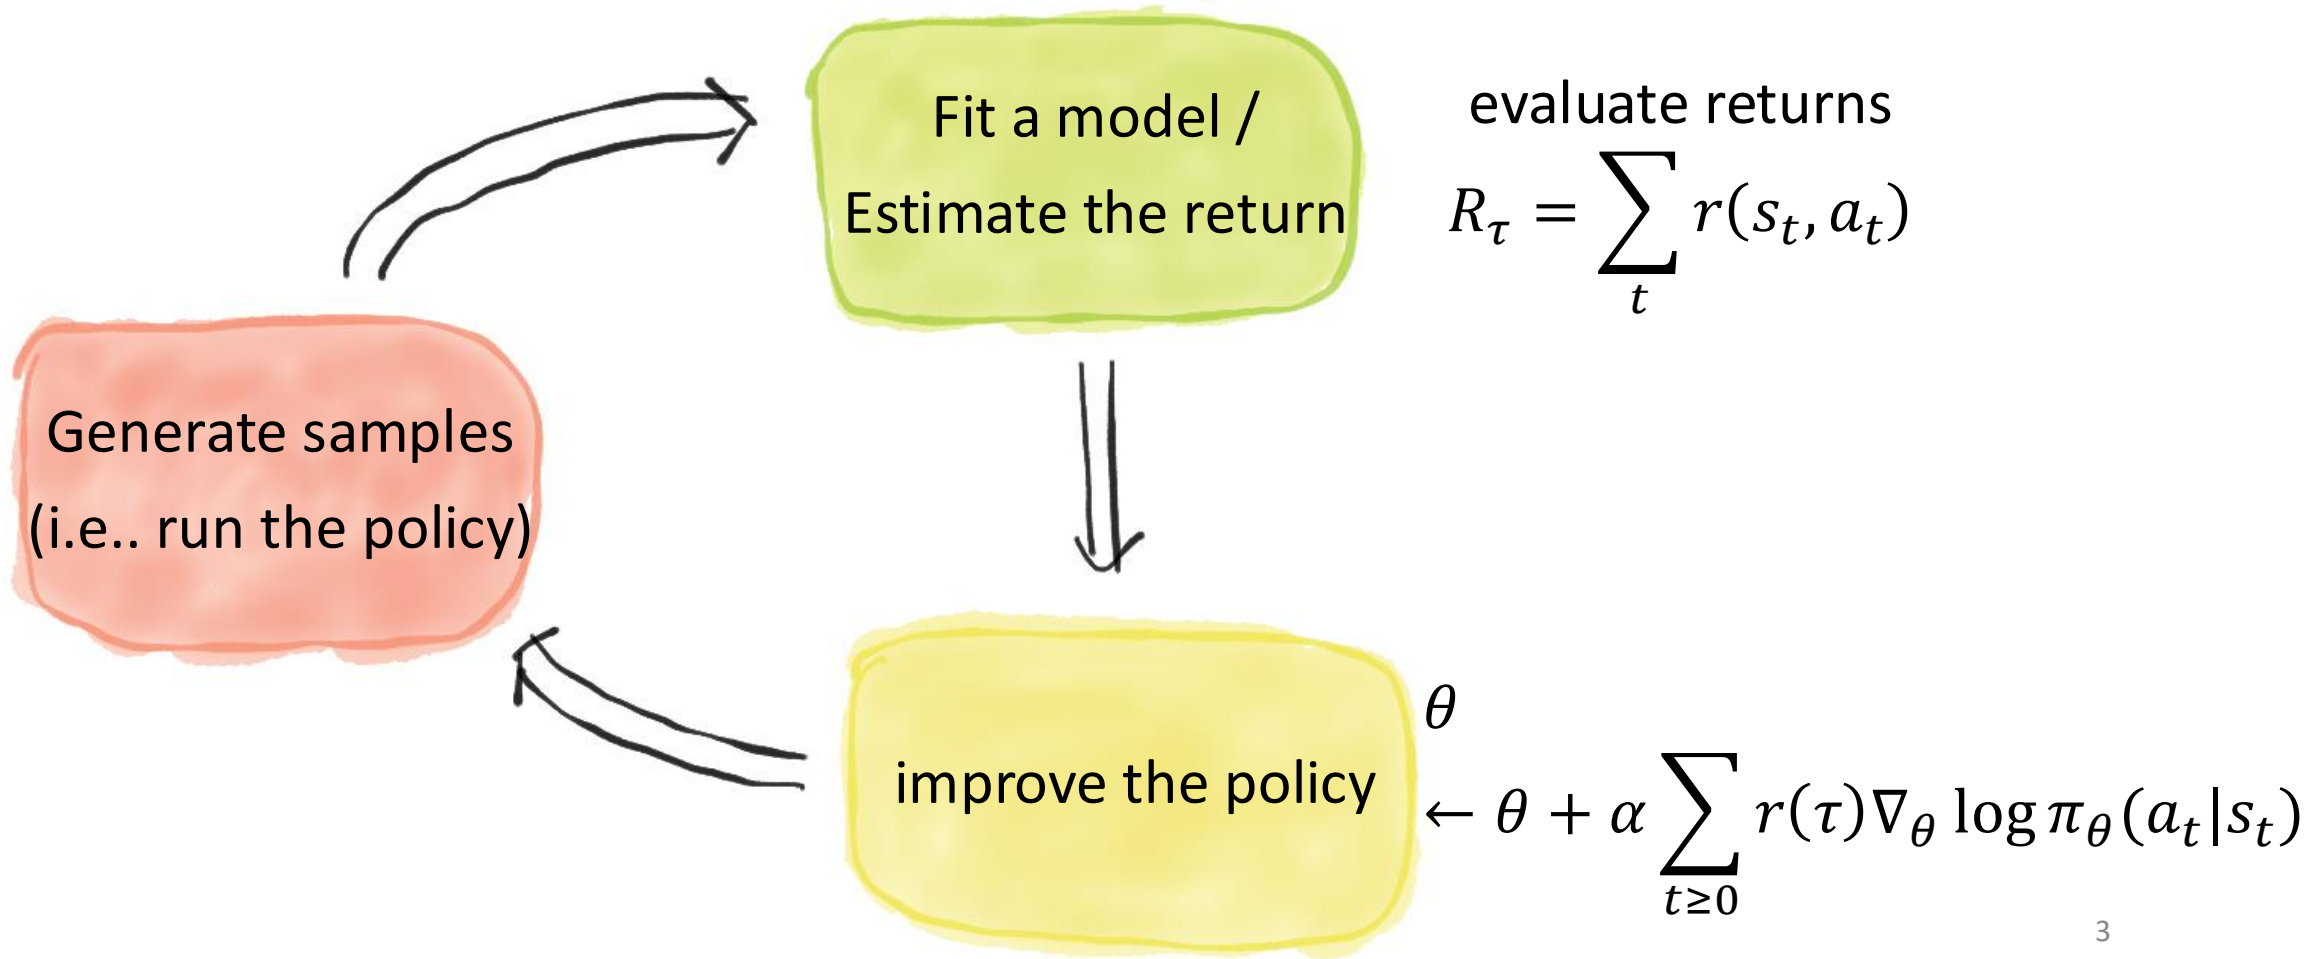 Fit a model /
Estimate the return
evaluate returns
R_τ = ∑_t r(s_t, a_t)
Generate samples
(i.e.. run the policy)
improve the policy
θ
← θ + α ∑_{t≥0} r(τ)∇_θ log π_θ(a_t|s_t)
3